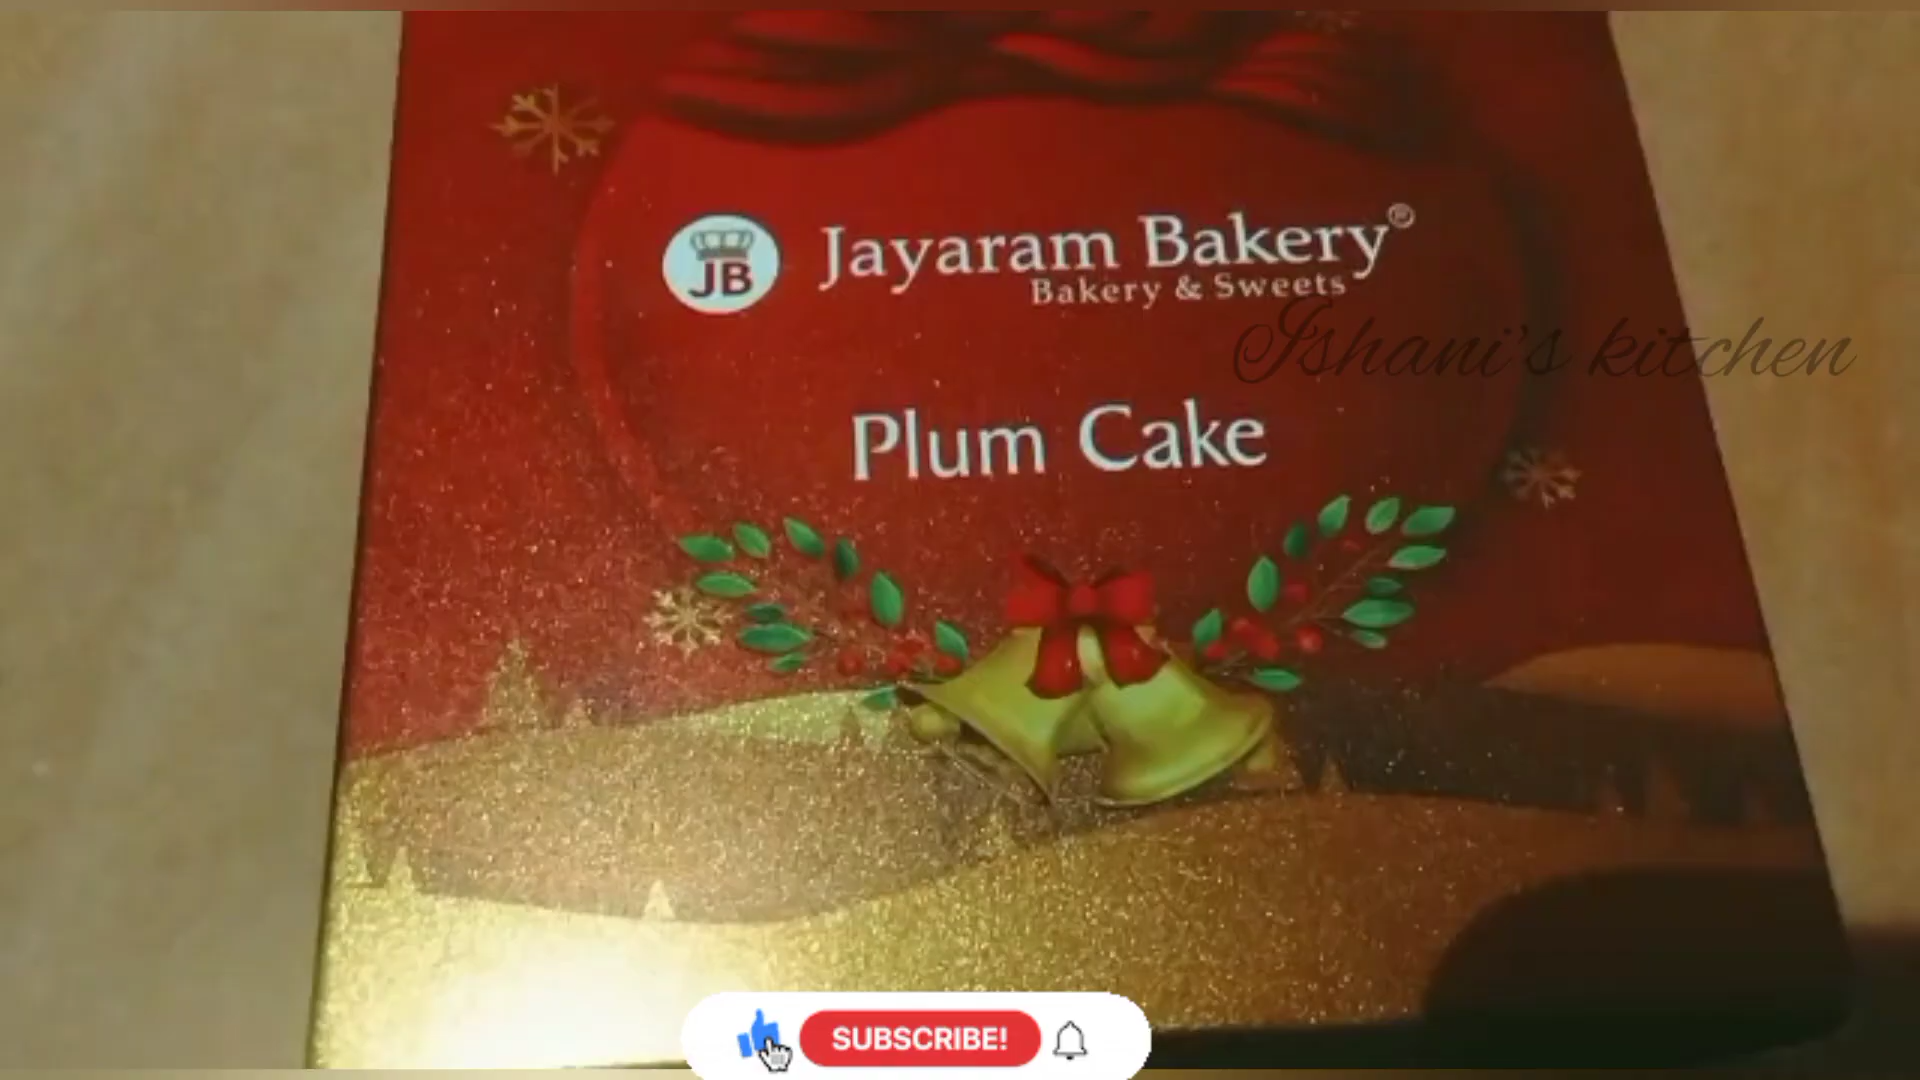 JB
Jayaram Bakery®
Bakery & Sweets
Ishani's kitchen
Plum Cake
SUBSCRIBE!